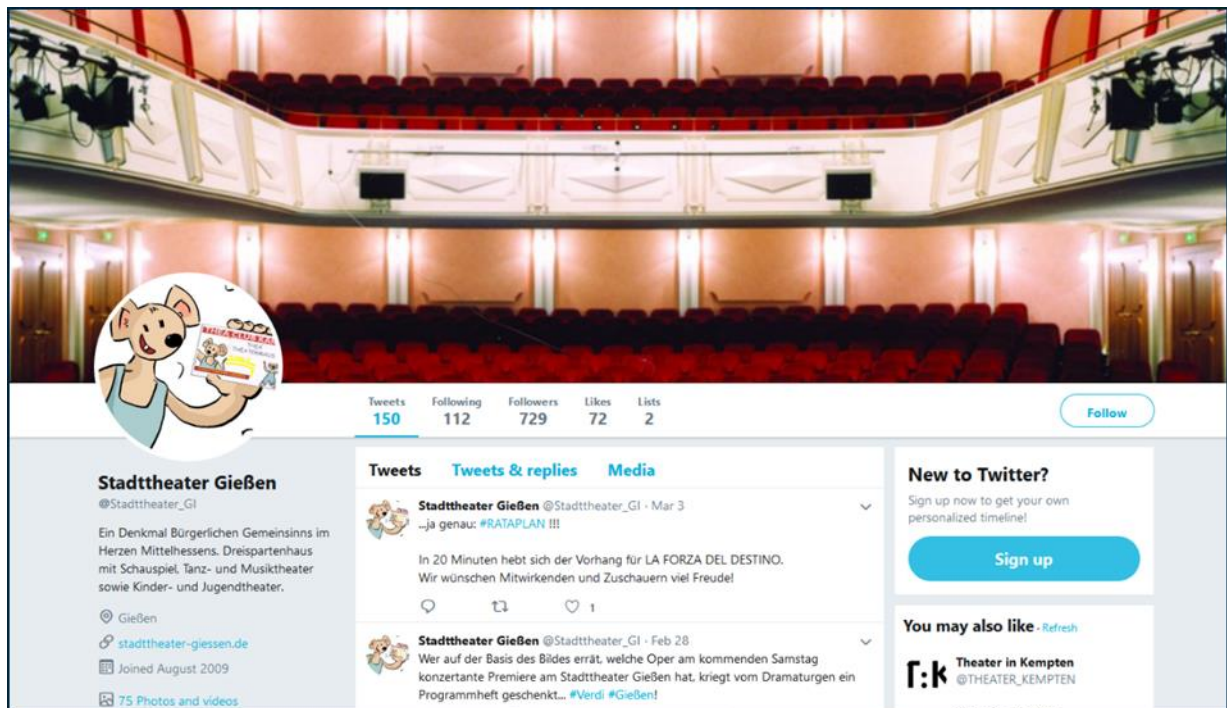 THEA CLUB KAR
THEA
THEATERMAUS
Tweets Following Followers Likes Lists
150 112 729 72 2
Follow
Stadttheater Gießen
@Stadttheater_GI
Ein Denkmal Bürgerlichen Gemeinsinns im
Herzen Mittelhessens. Dreispartenhaus
mit Schauspiel, Tanz- und Musiktheater
sowie Kinder- und Jugendtheater.
Gießen
stadttheater-giessen.de
Joined August 2009
75 Photos and videos
Tweets Tweets & replies Media
Stadttheater Gießen @Stadttheater_GI · Mar 3
...ja genau: #RATAPLAN !!!
In 20 Minuten hebt sich der Vorhang für LA FORZA DEL DESTINO.
Wir wünschen Mitwirkenden und Zuschauern viel Freude!
1
Stadttheater Gießen @Stadttheater_GI · Feb 28
Wer auf der Basis des Bildes errät, welche Oper am kommenden Samstag
konzertante Premiere am Stadttheater Gießen hat, kriegt vom Dramaturgen ein
Programmheft geschenkt... #Verdi #Gießen!
New to Twitter?
Sign up now to get your own
personalized timeline!
Sign up
You may also like · Refresh
T:K
Theater in Kempten
@THEATER_KEMPTEN